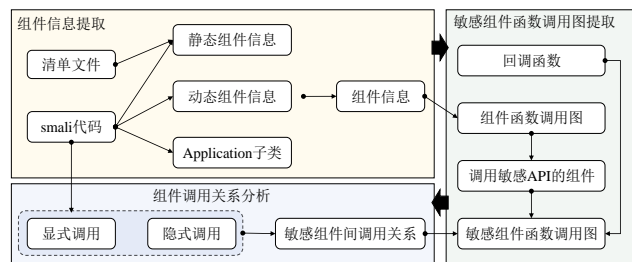 组件信息提取
静态组件信息
清单文件
动态组件信息
组件信息
smali代码
Application子类
敏感组件函数调用图提取
回调函数
组件函数调用图
调用敏感API的组件
敏感组件函数调用图
组件调用关系分析
显式调用
隐式调用
敏感组件间调用关系